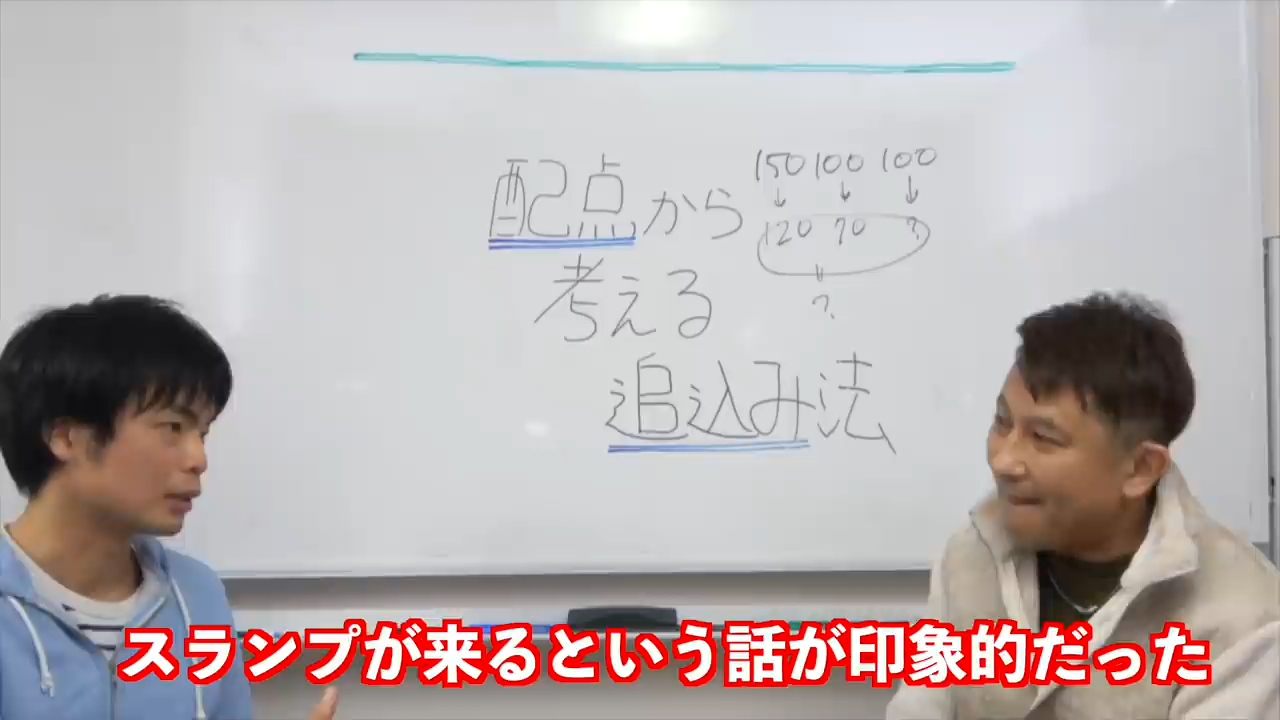 配点から
150 100 100
↓ ↓ ↓
120 70 ?
?
考える
追込み法
スランプが来るという話が印象的だった